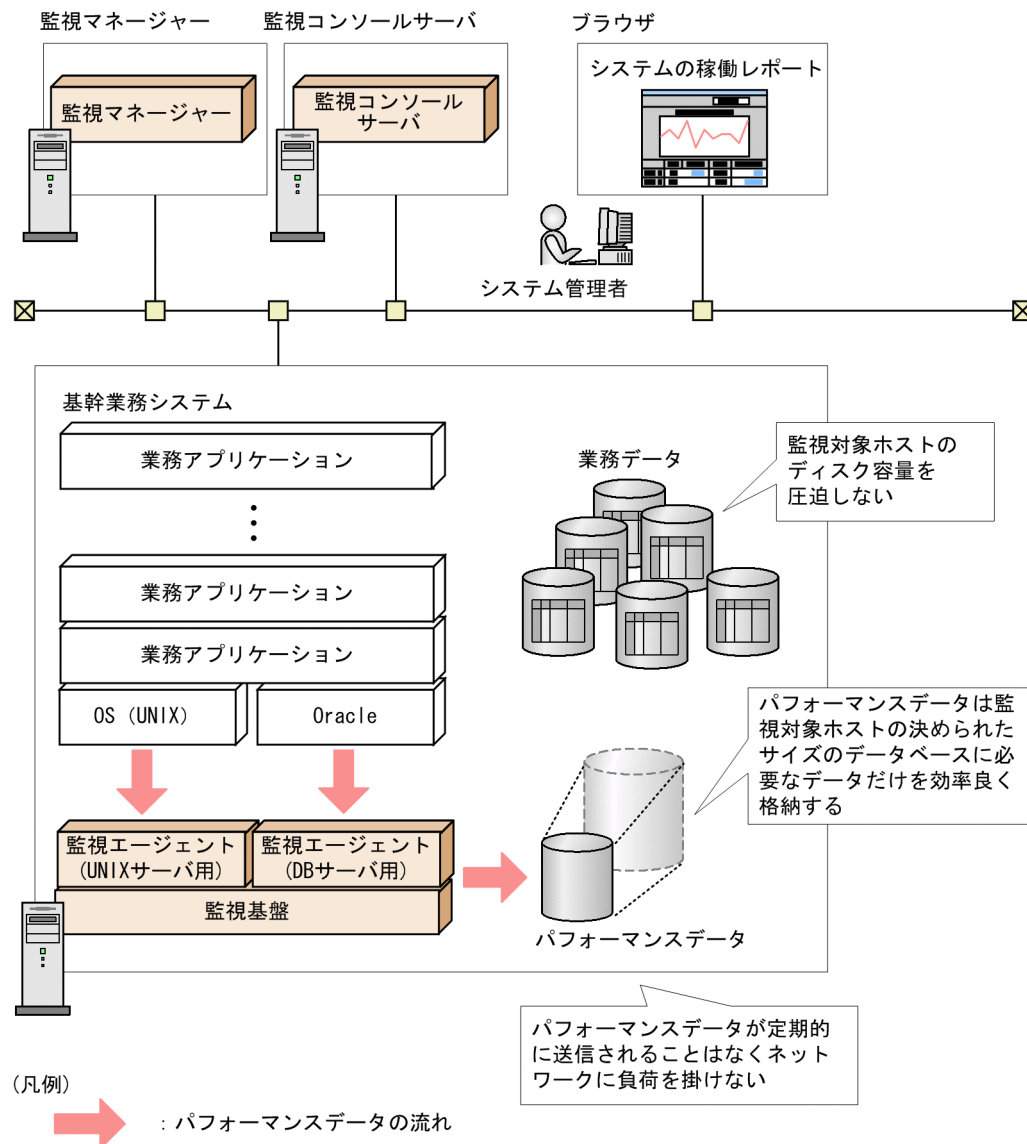 監視マネージャー
監視コンソールサーバ
ブラウザ
監視マネージャー
監視コンソール
サーバ
システムの稼働レポート
システム管理者
基幹業務システム
業務アプリケーション
業務アプリケーション
業務アプリケーション
OS（UNIX）
Oracle
監視エージェント
(UNIXサーバ用)
監視エージェント
(DBサーバ用)
監視基盤
業務データ
監視対象ホストの
ディスク容量を
圧迫しない
パフォーマンスデータは監
視対象ホストの決められた
サイズのデータベースに必
要なデータだけを効率良く
格納する
パフォーマンスデータ
パフォーマンスデータが定期的
に送信されることはなくネット
ワークに負荷を掛けない
(凡例)
：パフォーマンスデータの流れ